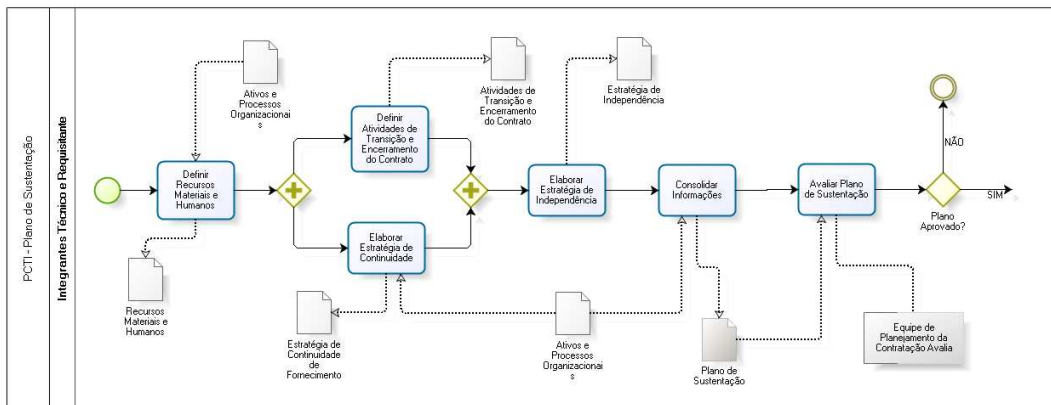 PCTI - Plano de Sustentação
Integrantes Técnico e Requisitante
Ativos e
Processos
Organizacionai
s
Definir
Recursos
Materiais e
Humanos
Recursos
Materiais e
Humanos
Definir
Atividades de
Transição e
Encerramento
do Contrato
Atividades de
Transição e
Encerramento
do Contrato
Elaborar
Estratégia de
Continuidade
Estratégia de
Continuidade
de
Fornecimento
Elaborar
Estratégia de
Independência
Estratégia de
Independência
Ativos e
Processos
Organizacionai
s
Consolidar
Informações
Plano de
Sustentação
Avaliar Plano
de Sustentação
Equipe de
Planejamento da
Contratação Avalia
NÃO
SIM
Plano
Aprovado?